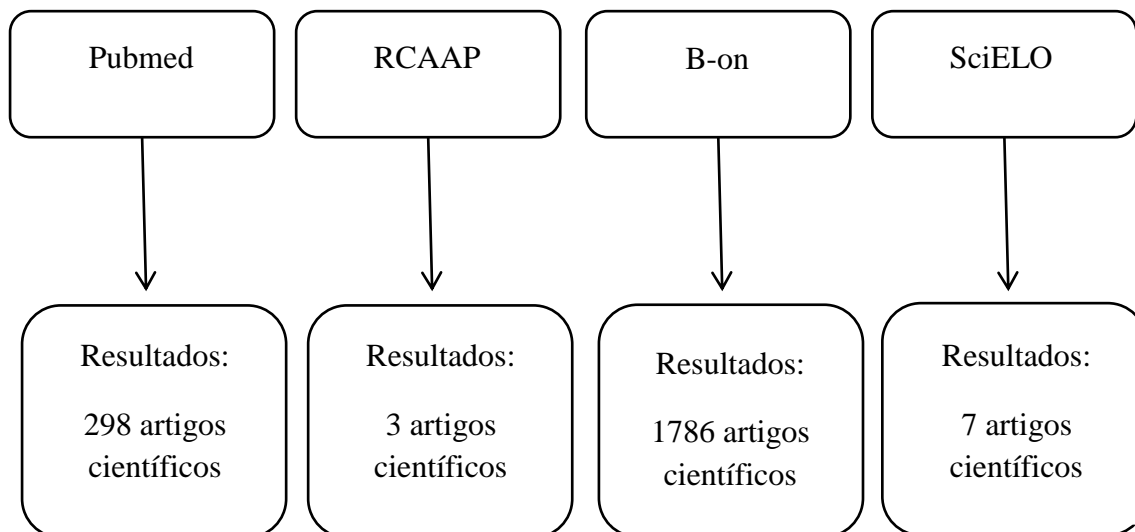 Pubmed
RCAAP
B-on
SciELO
Resultados:
298 artigos
científicos
Resultados:
3 artigos
científicos
Resultados:
1786 artigos
científicos
Resultados:
7 artigos
científicos